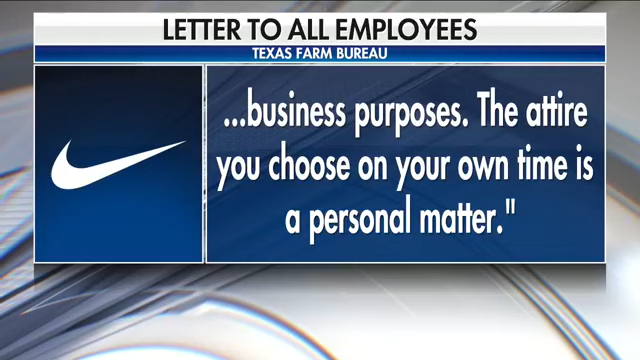 LETTER TO ALL EMPLOYEES
TEXAS FARM BUREAU
...business purposes. The attire
you choose on your own time is
a personal matter."